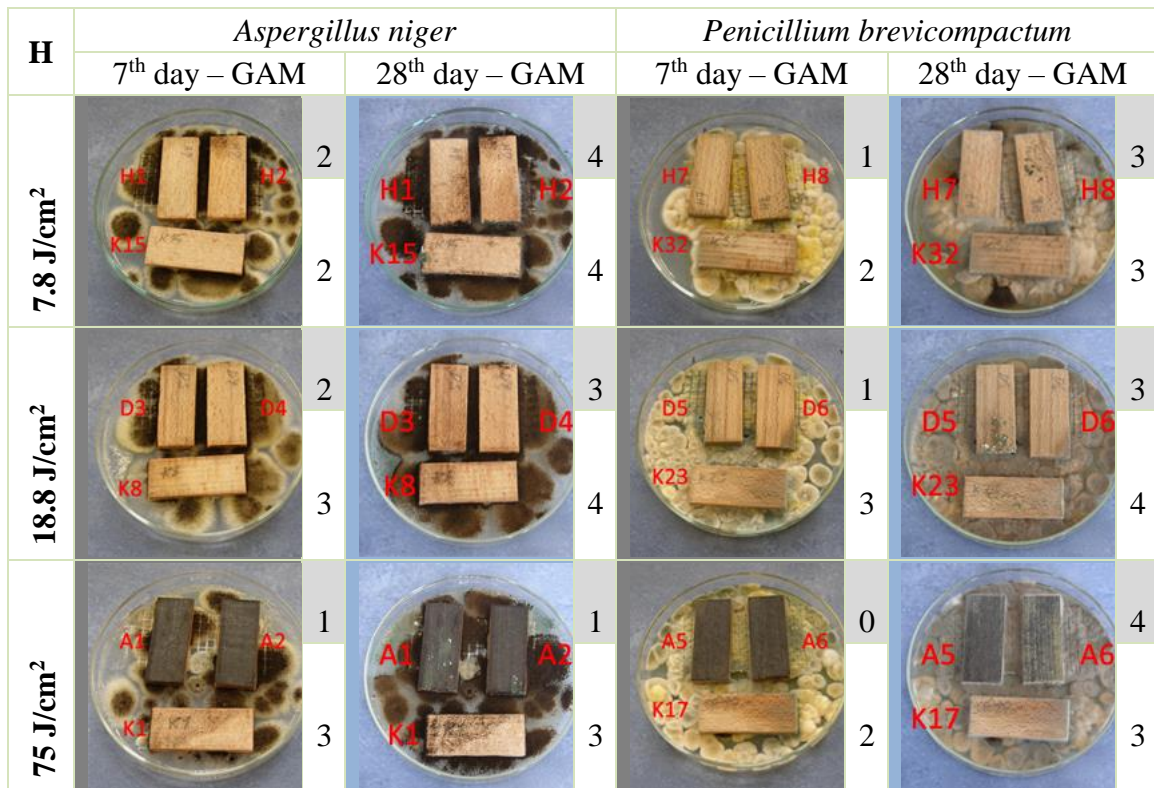 H
Aspergillus niger
Penicillium brevicompactum
7th day – GAM
28th day – GAM
7th day – GAM
28th day – GAM
7.8 J/cm²
H1 H2
K15
2
2
H1 H2
K15
4
4
H7 H8
K32
1
2
H7 H8
K32
3
3
18.8 J/cm²
D3 D4
K8
2
3
D3 D4
K8
3
4
D5 D6
K23
1
3
D5 D6
K23
3
4
75 J/cm²
A1 A2
K1
1
3
A1 A2
K1
1
3
A5 A6
K17
0
2
A5 A6
K17
4
3